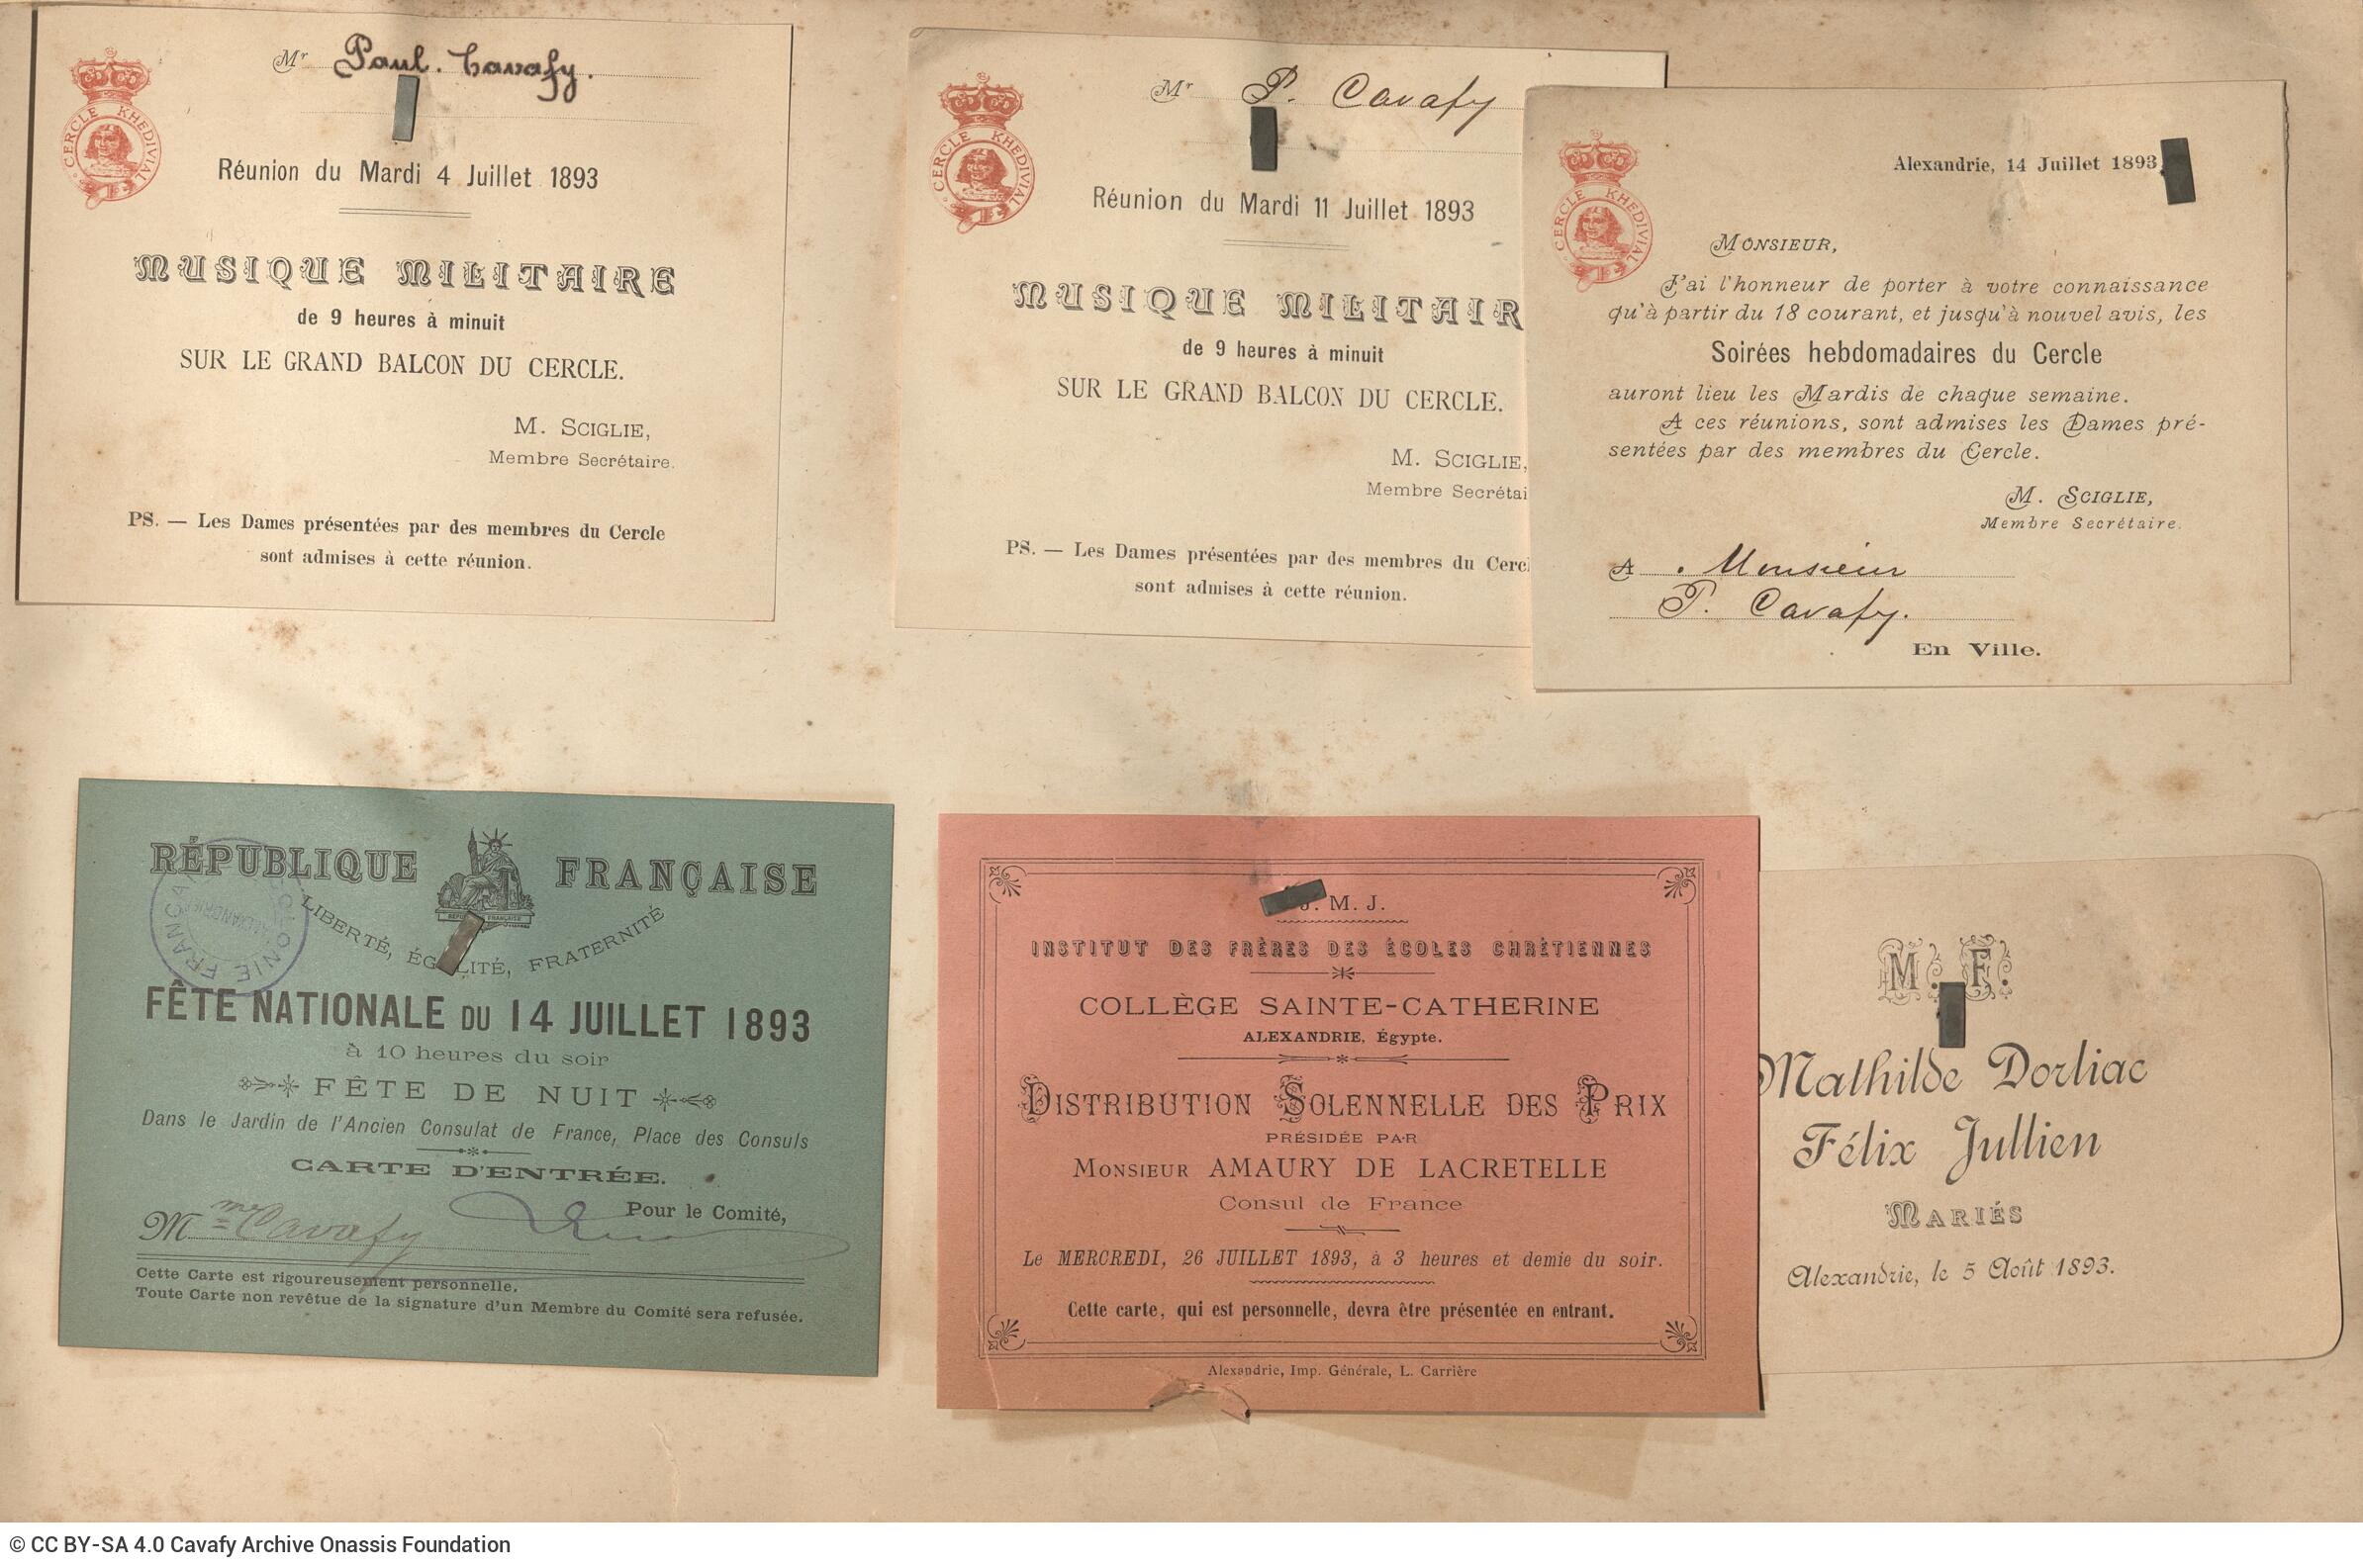 Mr Paul. Cavafy.
CERCLE KHEDIVIAL
Réunion du Mardi 4 Juillet 1893
MUSIQUE MILITAIRE
de 9 heures à minuit
SUR LE GRAND BALCON DU CERCLE.
M. SCIGLIE,
Membre Secrétaire.
PS. — Les Dames présentées par des membres du Cercle
sont admises à cette réunion.
Mr P. Cavafy
CERCLE KHEDIVIAL
Réunion du Mardi 11 Juillet 1893
MUSIQUE MILITAIR
de 9 heures à minuit
SUR LE GRAND BALCON DU CERCLE.
M. SCIGLIE,
Membre Secrétai
PS. — Les Dames présentées par des membres du Cercl
sont admises à cette réunion.
CERCLE KHEDIVIAL
Alexandrie, 14 Juillet 1893
MONSIEUR,
J'ai l'honneur de porter à votre connaissance
qu'à partir du 18 courant, et jusqu'à nouvel avis, les
Soirées hebdomadaires du Cercle
auront lieu les Mardis de chaque semaine.
A ces réunions, sont admises les Dames pré-
sentées par des membres du Cercle.
M. SCIGLIE,
Membre Secrétaire.
A Monsieur
P. Cavafy.
En Ville.
RÉPUBLIQUE FRANÇAISE
LIBERTÉ, ÉGALITÉ, FRATERNITÉ
FÊTE NATIONALE DU 14 JUILLET 1893
à 10 heures du soir
FÊTE DE NUIT
Dans le Jardin de l'Ancien Consulat de France, Place des Consuls
CARTE D'ENTRÉE.
Pour le Comité,
Mme Cavafy
Cette Carte est rigoureusement personnelle.
Toute Carte non revêtue de la signature d'un Membre du Comité sera refusée.
J. M. J.
INSTITUT DES FRÈRES DES ÉCOLES CHRÉTIENNES
COLLÈGE SAINTE-CATHERINE
ALEXANDRIE, Égypte.
DISTRIBUTION SOLENNELLE DES PRIX
PRÉSIDÉE PAR
MONSIEUR AMAURY DE LACRETELLE
Consul de France
Le MERCREDI, 26 JUILLET 1893, à 3 heures et demie du soir.
Cette carte, qui est personnelle, devra être présentée en entrant.
Alexandrie, Imp. Générale, L. Carrière
M. F.
Mathilde Dorliac
Félix Jullien
MARIÉS
Alexandrie, le 5 Août 1893.
© CC BY-SA 4.0 Cavafy Archive Onassis Foundation